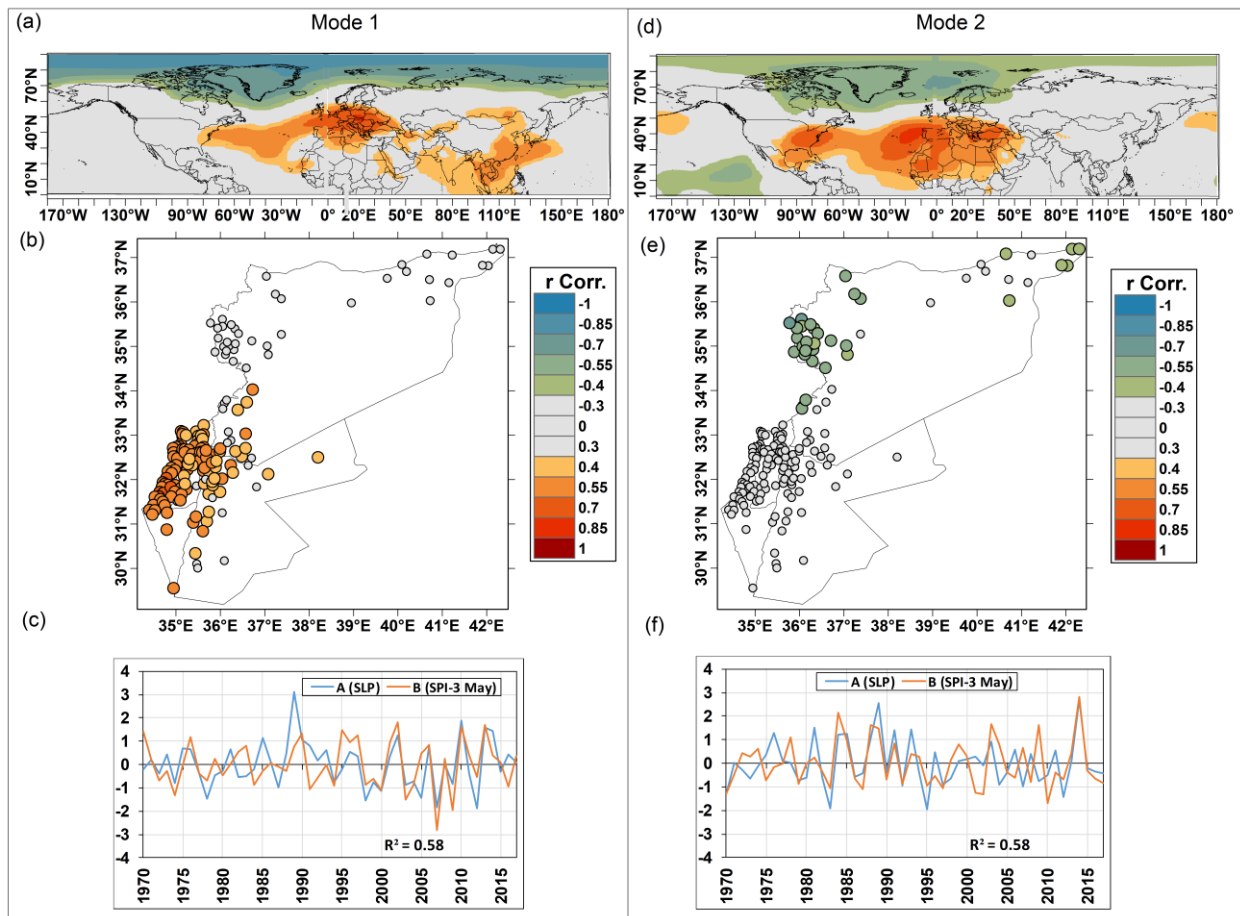 (a)
Mode 1
70°N
40°N
10°N
170°W 130°W 90°W 60°W 30°W 0° 20°E 50°E 80°E 110°E 150°E 180°
(b)
37°N
36°N
35°N
34°N
33°N
32°N
31°N
30°N
35°E 36°E 37°E 38°E 39°E 40°E 41°E 42°E
r Corr.
-1
-0.85
-0.7
-0.55
-0.4
-0.3
0
0.3
0.4
0.55
0.7
0.85
1
(c)
A (SLP) B (SPI-3 May)
4
3
2
1
0
-1
-2
-3
-4
R² = 0.58
1970 1975 1980 1985 1990 1995 2000 2005 2010 2015
(d)
Mode 2
70°N
40°N
10°N
170°W 130°W 90°W 60°W 30°W 0° 20°E 50°E 80°E 110°E 150°E 180°
(e)
37°N
36°N
35°N
34°N
33°N
32°N
31°N
30°N
35°E 36°E 37°E 38°E 39°E 40°E 41°E 42°E
r Corr.
-1
-0.85
-0.7
-0.55
-0.4
-0.3
0
0.3
0.4
0.55
0.7
0.85
1
(f)
A (SLP) B (SPI-3 May)
4
3
2
1
0
-1
-2
-3
-4
R² = 0.58
1970 1975 1980 1985 1990 1995 2000 2005 2010 2015